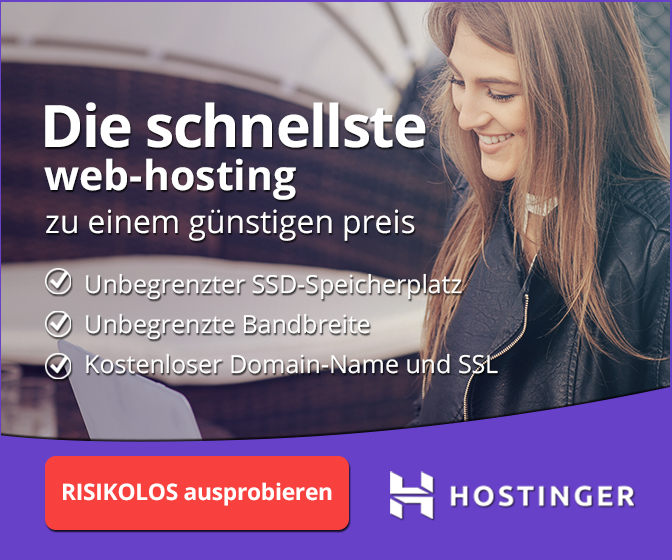 Die schnellste
web-hosting
zu einem günstigen preis
Unbegrenzter SSD-Speicherplatz
Unbegrenzte Bandbreite
Kostenloser Domain-Name und SSL
RISIKOLOS ausprobieren
HOSTINGER